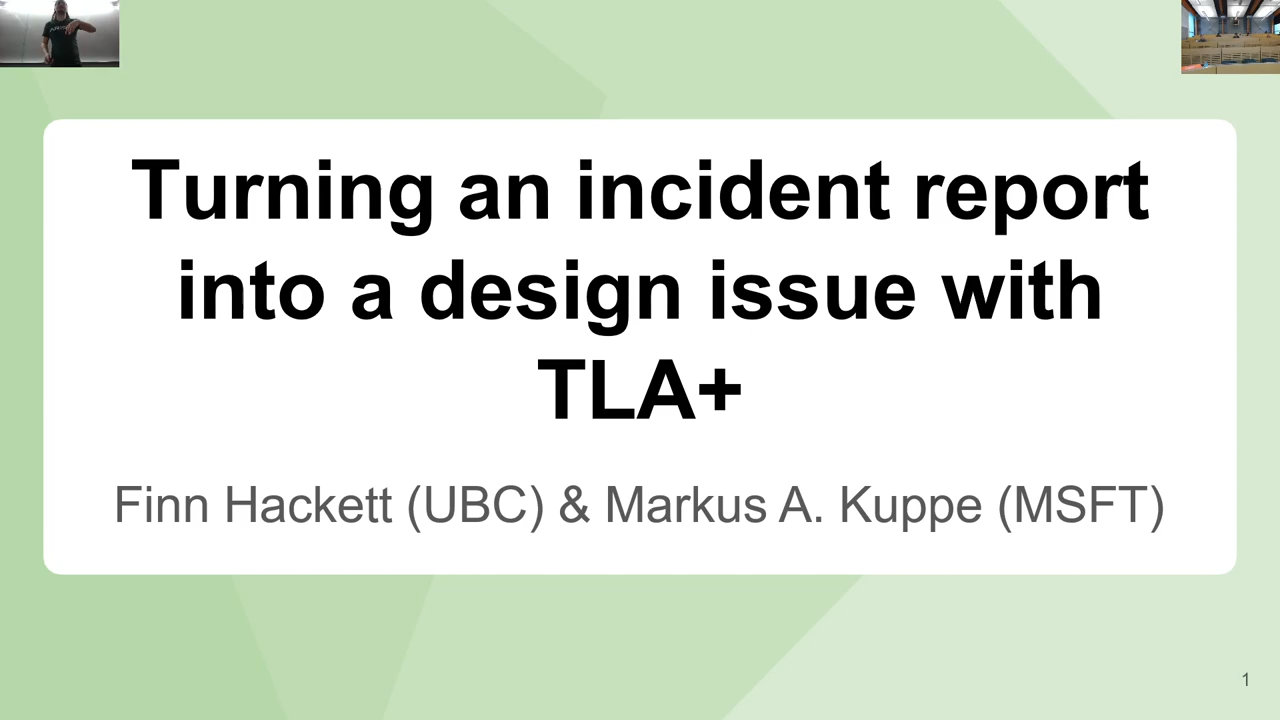 Turning an incident report
into a design issue with
TLA+
Finn Hackett (UBC) & Markus A. Kuppe (MSFT)
1